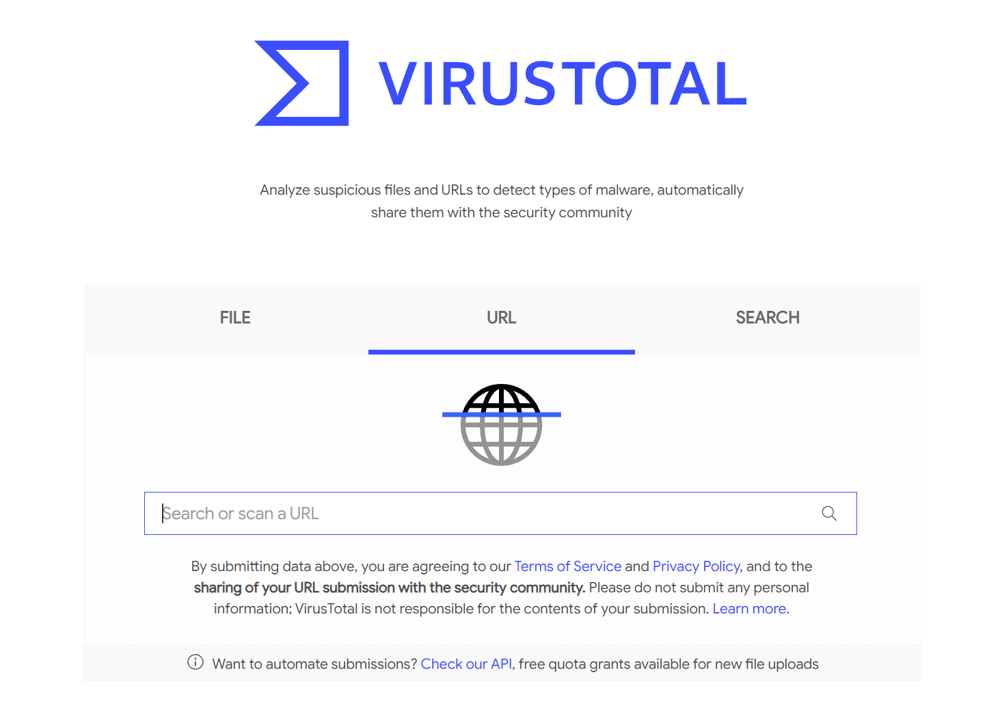 VIRUSTOTAL
Analyze suspicious files and URLs to detect types of malware, automatically
share them with the security community
FILE
URL
SEARCH
Search or scan a URL
By submitting data above, you are agreeing to our Terms of Service and Privacy Policy, and to the
sharing of your URL submission with the security community. Please do not submit any personal
information; VirusTotal is not responsible for the contents of your submission. Learn more.
Want to automate submissions? Check our API, free quota grants available for new file uploads